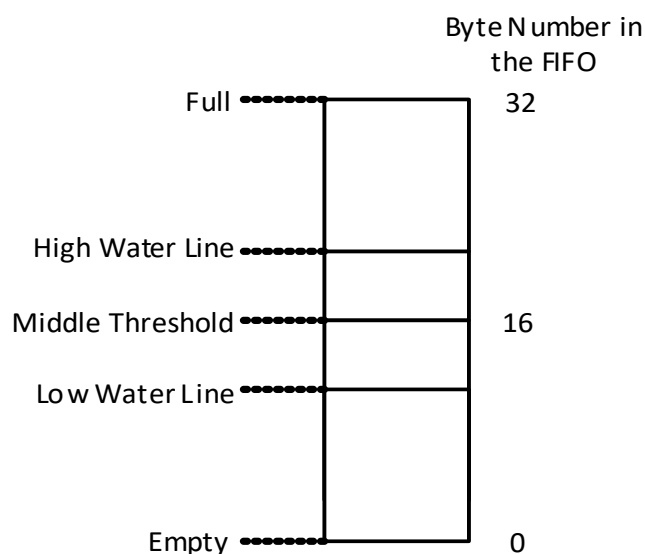 Byte Number in
the FIFO
Full 32
High Water Line
Middle Threshold 16
Low Water Line
Empty 0